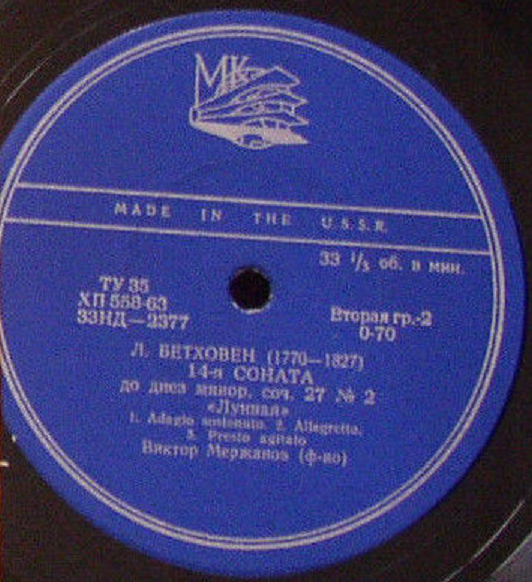 МК
MADE IN THE U.S.S.R.
33 1/3 об. в мин.
ТУ 35
ХП 558-63
33НД—2377
Вторая гр.-2
0-70
Л. БЕТХОВЕН (1770—1827)
14-я СОНАТА
до диез минор, соч. 27 № 2
«Лунная»
1. Adagio sostenuto. 2. Allegretto.
3. Presto agitato
Виктор Мержанов (ф-но)